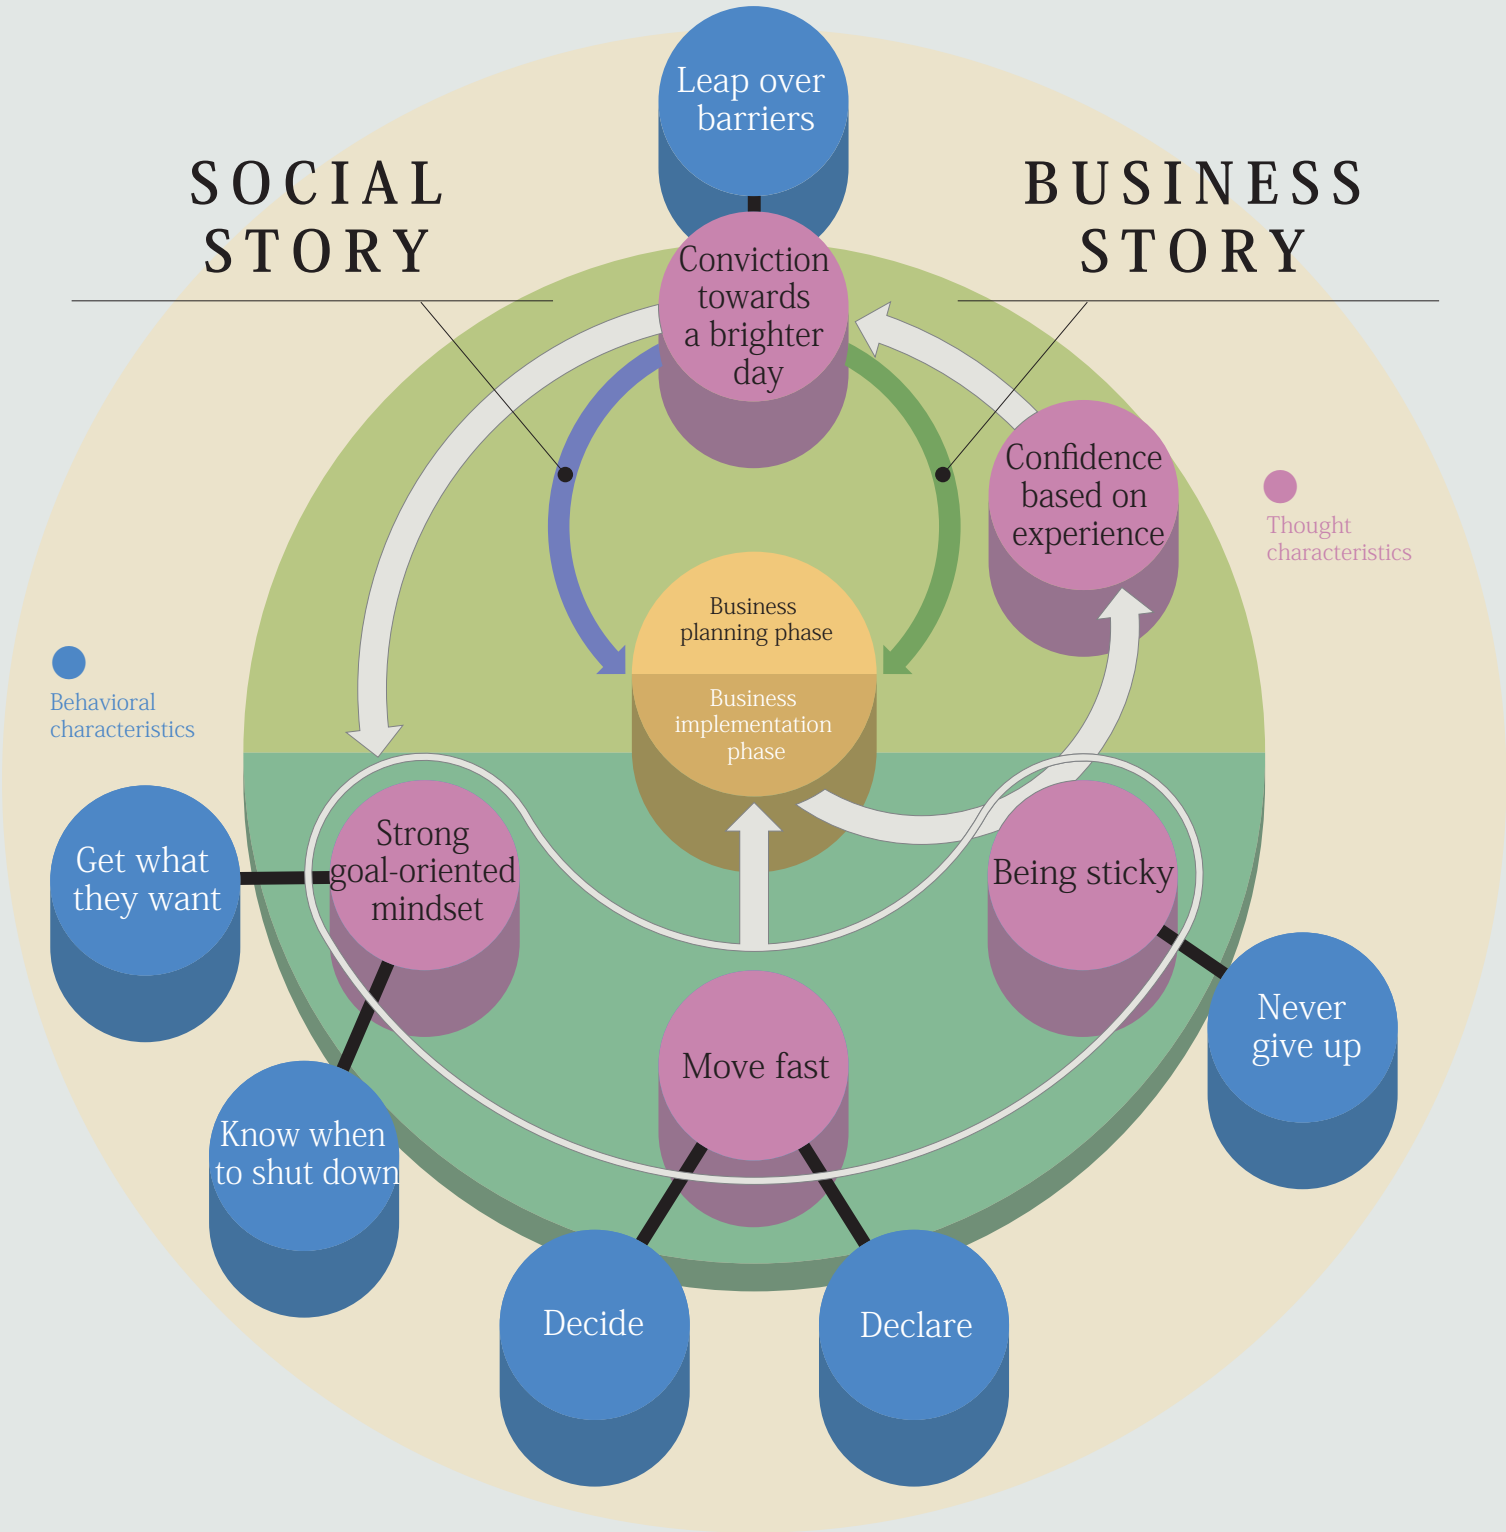 Leap over
barriers
SOCIAL
STORY
BUSINESS
STORY
Conviction
towards
a brighter
day
Confidence
based on
experience
Thought
characteristics
Business
planning phase
Business
implementation
phase
Behavioral
characteristics
Get what
they want
Strong
goal-oriented
mindset
Being sticky
Never
give up
Move fast
Know when
to shut down
Decide
Declare